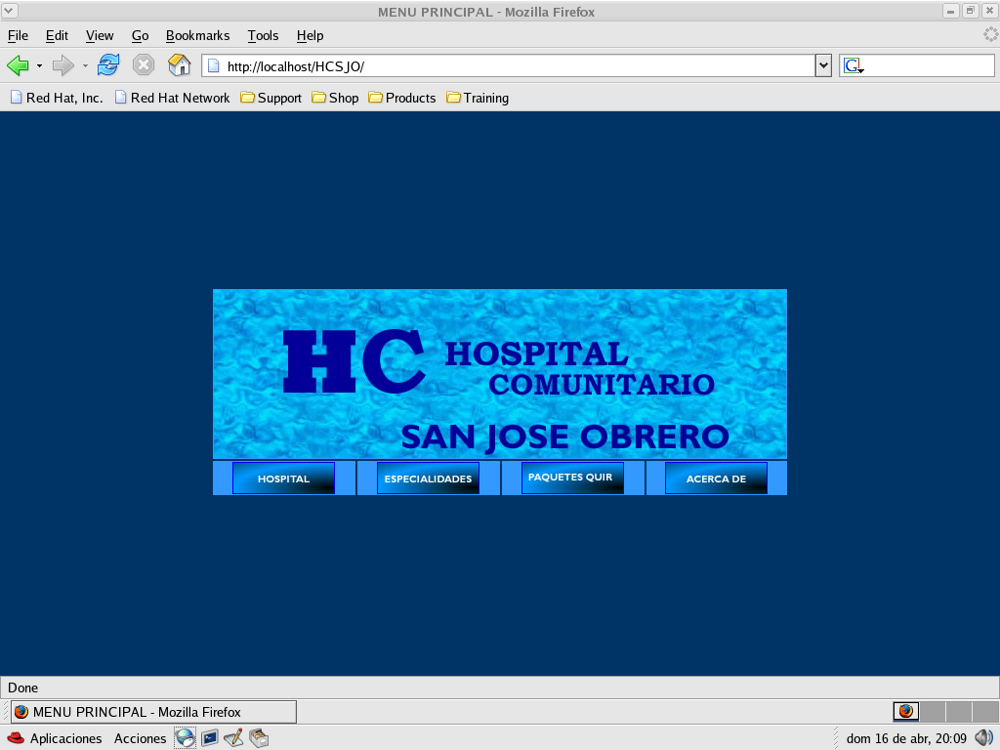 MENU PRINCIPAL - Mozilla Firefox
File Edit View Go Bookmarks Tools Help
http://localhost/HCSJO/
G
Red Hat, Inc. Red Hat Network Support Shop Products Training
HC HOSPITAL
COMUNITARIO
SAN JOSE OBRERO
HOSPITAL ESPECIALIDADES PAQUETES QUIR ACERCA DE
Done
MENU PRINCIPAL - Mozilla Firefox
Aplicaciones Acciones dom 16 de abr, 20:09